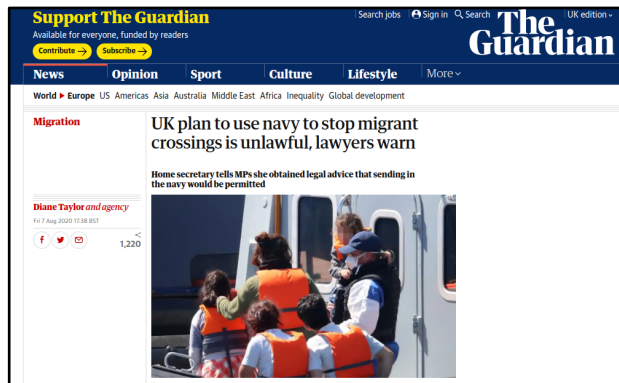 Support The Guardian
Available for everyone, funded by readers
Contribute →
Subscribe →
Search jobs
Sign in
Search
The Guardian
UK edition
News
Opinion
Sport
Culture
Lifestyle
More
World ▶ Europe US Americas Asia Australia Middle East Africa Inequality Global development
Migration
UK plan to use navy to stop migrant
crossings is unlawful, lawyers warn
Home secretary tells MPs she obtained legal advice that sending in
the navy would be permitted
Diane Taylor and agency
Fri 7 Aug 2020 17.38 BST
1,220